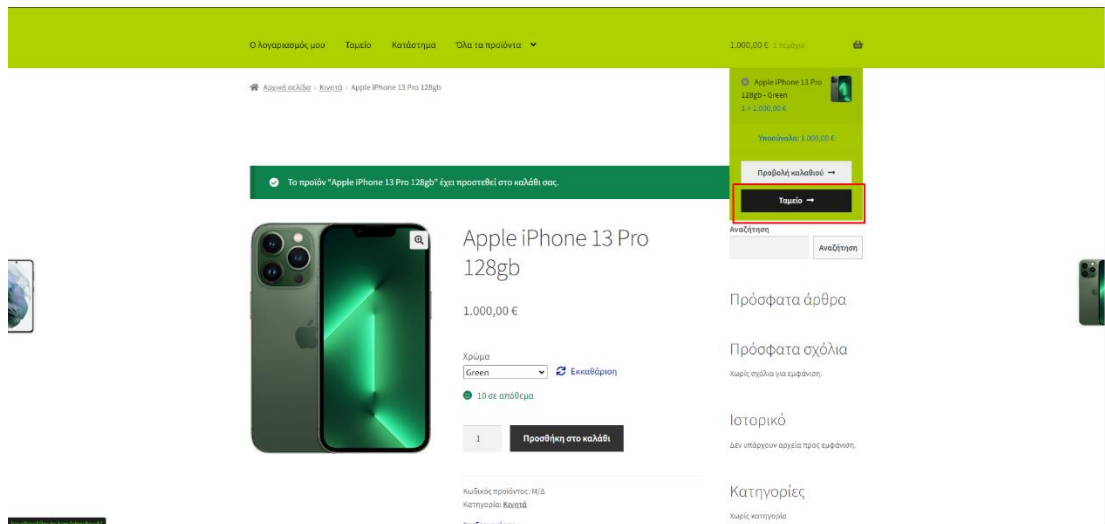 Ο λογαριασμός μου Ταμείο Κατάστημα Όλα τα προϊόντα
1.000,00 € 1 τεμάχιο
Αρχική σελίδα › Κινητά › Apple iPhone 13 Pro 128gb
Apple iPhone 13 Pro
128gb - Green
1 × 1.000,00 €
Υποσύνολο: 1.000,00 €
Προβολή καλαθιού →
Ταμείο →
Το προϊόν "Apple iPhone 13 Pro 128gb" έχει προστεθεί στο καλάθι σας.
Apple iPhone 13 Pro
128gb
1.000,00 €
Χρώμα
Green Εκκαθάριση
10 σε απόθεμα
1 Προσθήκη στο καλάθι
Κωδικός προϊόντος: Μ/Δ
Κατηγορία: Κινητά
Αναζήτηση
Αναζήτηση
Πρόσφατα άρθρα
Πρόσφατα σχόλια
Χωρίς σχόλια για εμφάνιση.
Ιστορικό
Δεν υπάρχουν αρχεία προς εμφάνιση.
Κατηγορίες
Χωρίς κατηγορία